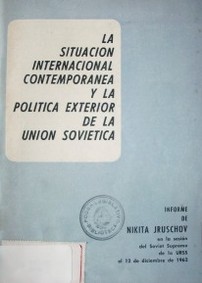 LA
SITUACION
INTERNACIONAL
CONTEMPORANEA
Y LA
POLITICA EXTERIOR
DE LA
UNION SOVIETICA
INFORME
DE
NIKITA JRUSCHOV
en la sesión
del Soviet Supremo
de la URSS
el 12 de diciembre de 1962